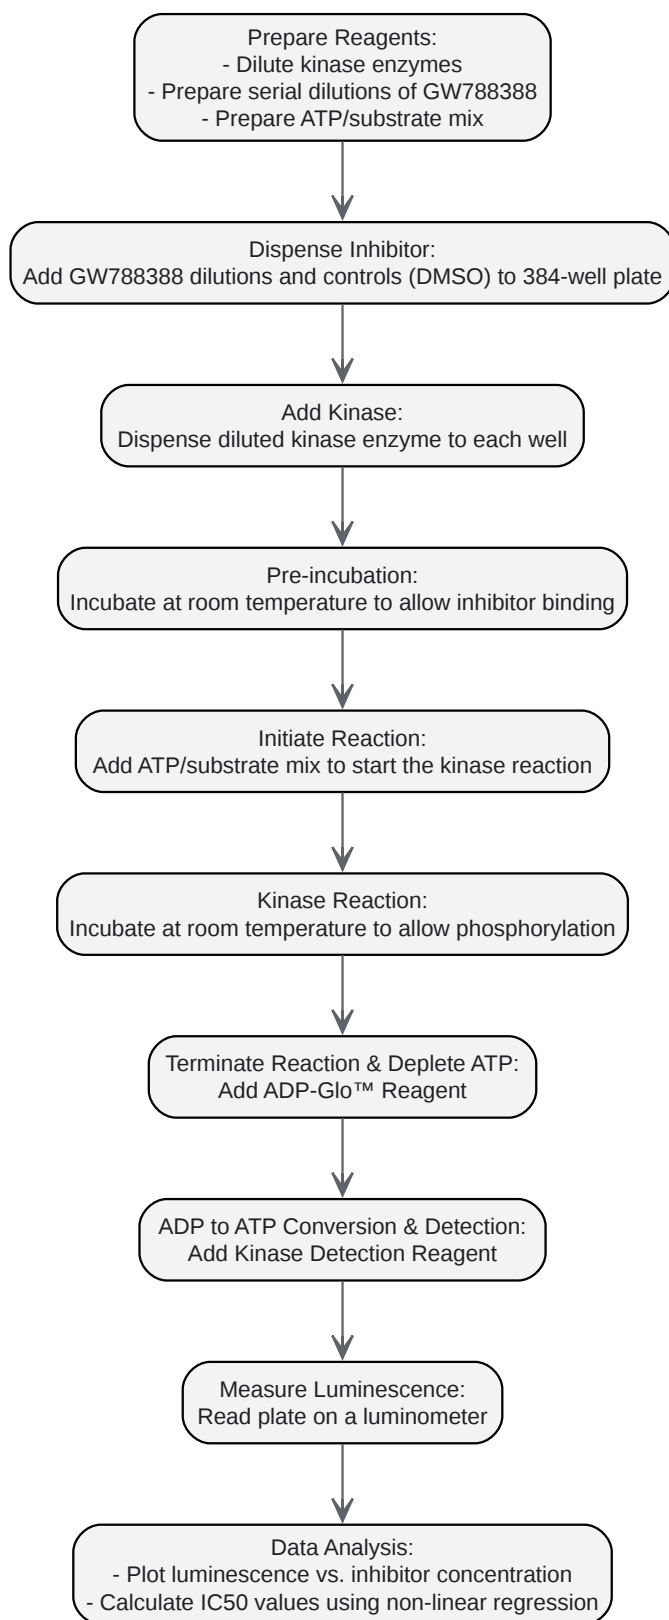 Prepare Reagents:
- Dilute kinase enzymes
- Prepare serial dilutions of GW788388
- Prepare ATP/substrate mix
Dispense Inhibitor:
Add GW788388 dilutions and controls (DMSO) to 384-well plate
Add Kinase:
Dispense diluted kinase enzyme to each well
Pre-incubation:
Incubate at room temperature to allow inhibitor binding
Initiate Reaction:
Add ATP/substrate mix to start the kinase reaction
Kinase Reaction:
Incubate at room temperature to allow phosphorylation
Terminate Reaction & Deplete ATP:
Add ADP-Glo™ Reagent
ADP to ATP Conversion & Detection:
Add Kinase Detection Reagent
Measure Luminescence:
Read plate on a luminometer
Data Analysis:
- Plot luminescence vs. inhibitor concentration
- Calculate IC50 values using non-linear regression